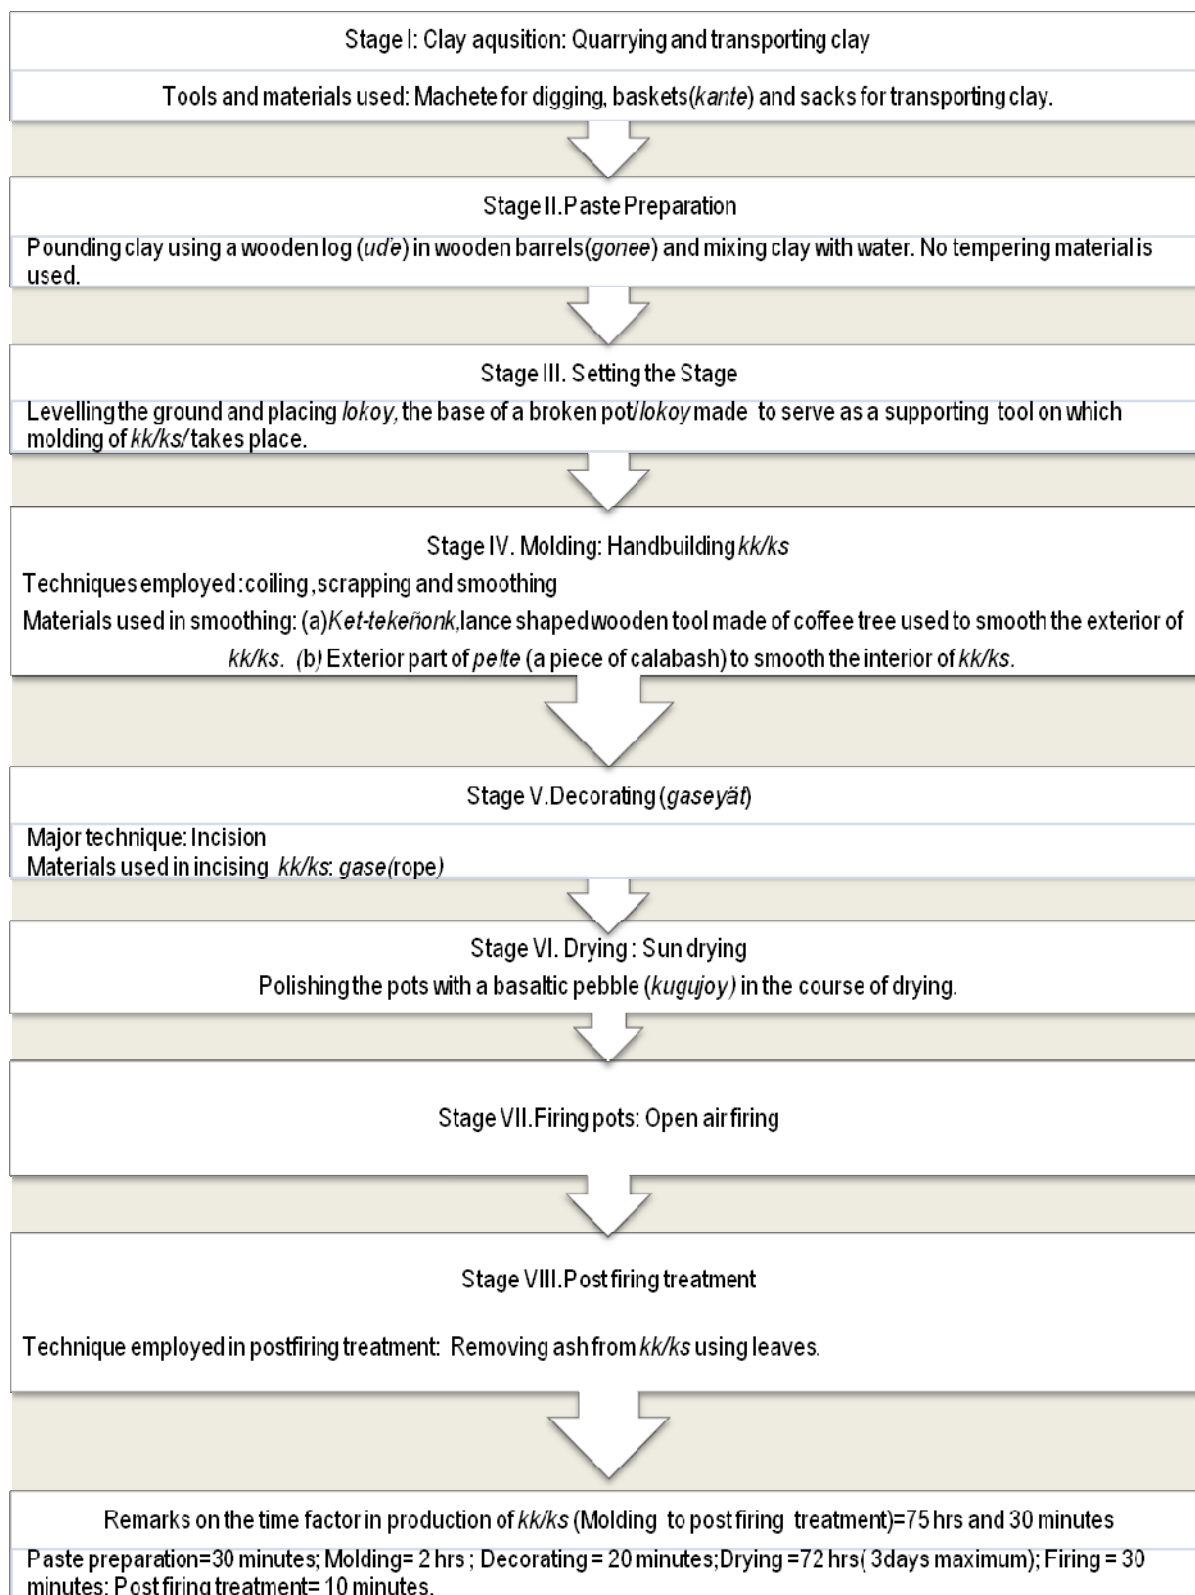 Stage I: Clay aqusition: Quarrying and transporting clay
Tools and materials used: Machete for digging, baskets(kante) and sacks for transporting clay.
Stage II.Paste Preparation
Pounding clay using a wooden log (ud'e) in wooden barrels(gonee) and mixing clay with water. No tempering material is
used.
Stage III. Setting the Stage
Levelling the ground and placing lokoy, the base of a broken pot/lokoy made to serve as a supporting tool on which
molding of kk/ks/ takes place.
Stage IV. Molding: Handbuilding kk/ks
Techniques employed: coiling, scrapping and smoothing
Materials used in smoothing: (a)Ket-tekeñonk,lance shaped wooden tool made of coffee tree used to smooth the exterior of
kk/ks. (b) Exterior part of pelte (a piece of calabash) to smooth the interior of kk/ks.
Stage V.Decorating (gaseyät)
Major technique: Incision
Materials used in incising kk/ks: gase(rope)
Stage VI. Drying : Sun drying
Polishing the pots with a basaltic pebble (kugujoy) in the course of drying.
Stage VII.Firing pots: Open air firing
Stage VIII.Post firing treatment
Technique employed in postfiring treatment: Removing ash from kk/ks using leaves.
Remarks on the time factor in production of kk/ks (Molding to post firing treatment)=75 hrs and 30 minutes
Paste preparation=30 minutes; Molding= 2 hrs ; Decorating = 20 minutes;Drying =72 hrs( 3days maximum); Firing = 30
minutes; Post firing treatment= 10 minutes.